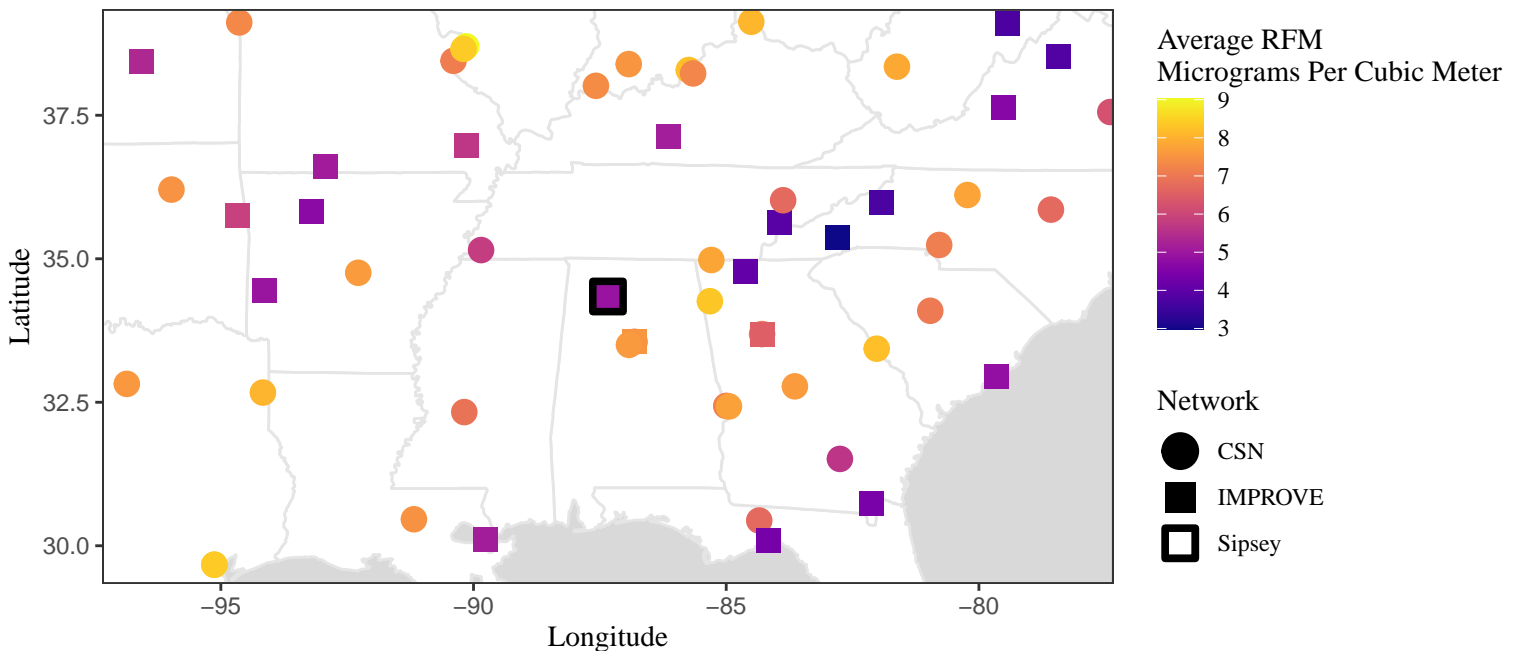 Average RFM
Micrograms Per Cubic Meter
9
8
7
6
5
4
3
Network
CSN
IMPROVE
Sipsey
Latitude
37.5
35.0
32.5
30.0
−95
−90
−85
−80
Longitude